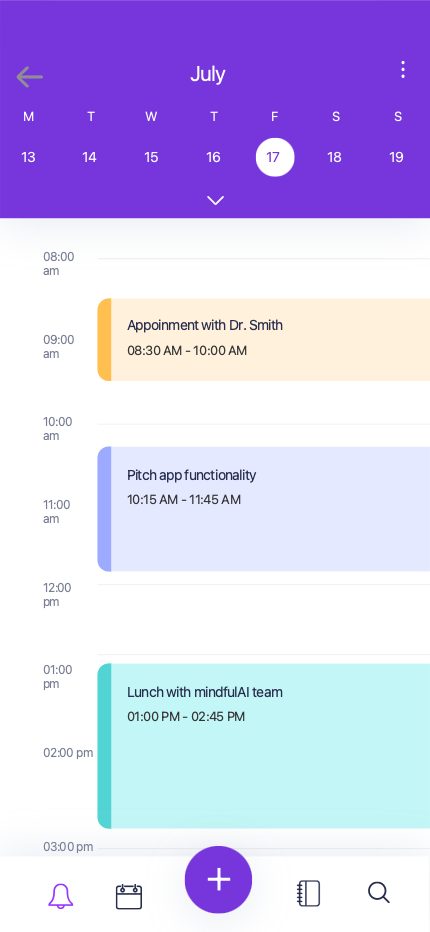 July
M T W T F S S
13 14 15 16 17 18 19
08:00
am
Appoinment with Dr. Smith
09:00
am
08:30 AM - 10:00 AM
10:00
am
Pitch app functionality
10:15 AM - 11:45 AM
11:00
am
12:00
pm
01:00
pm
Lunch with mindfulAI team
01:00 PM - 02:45 PM
02:00 pm
03:00 pm